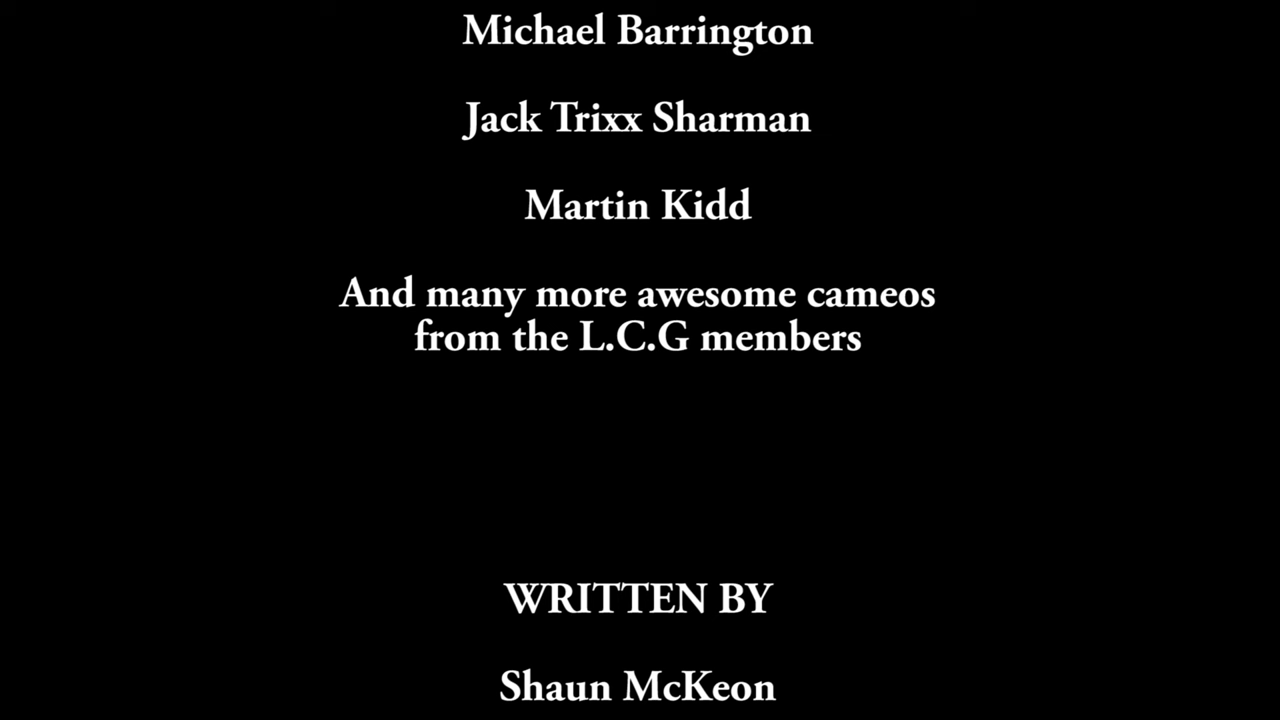 Michael Barrington
Jack Trixx Sharman
Martin Kidd
And many more awesome cameos
from the L.C.G members
WRITTEN BY
Shaun McKeon